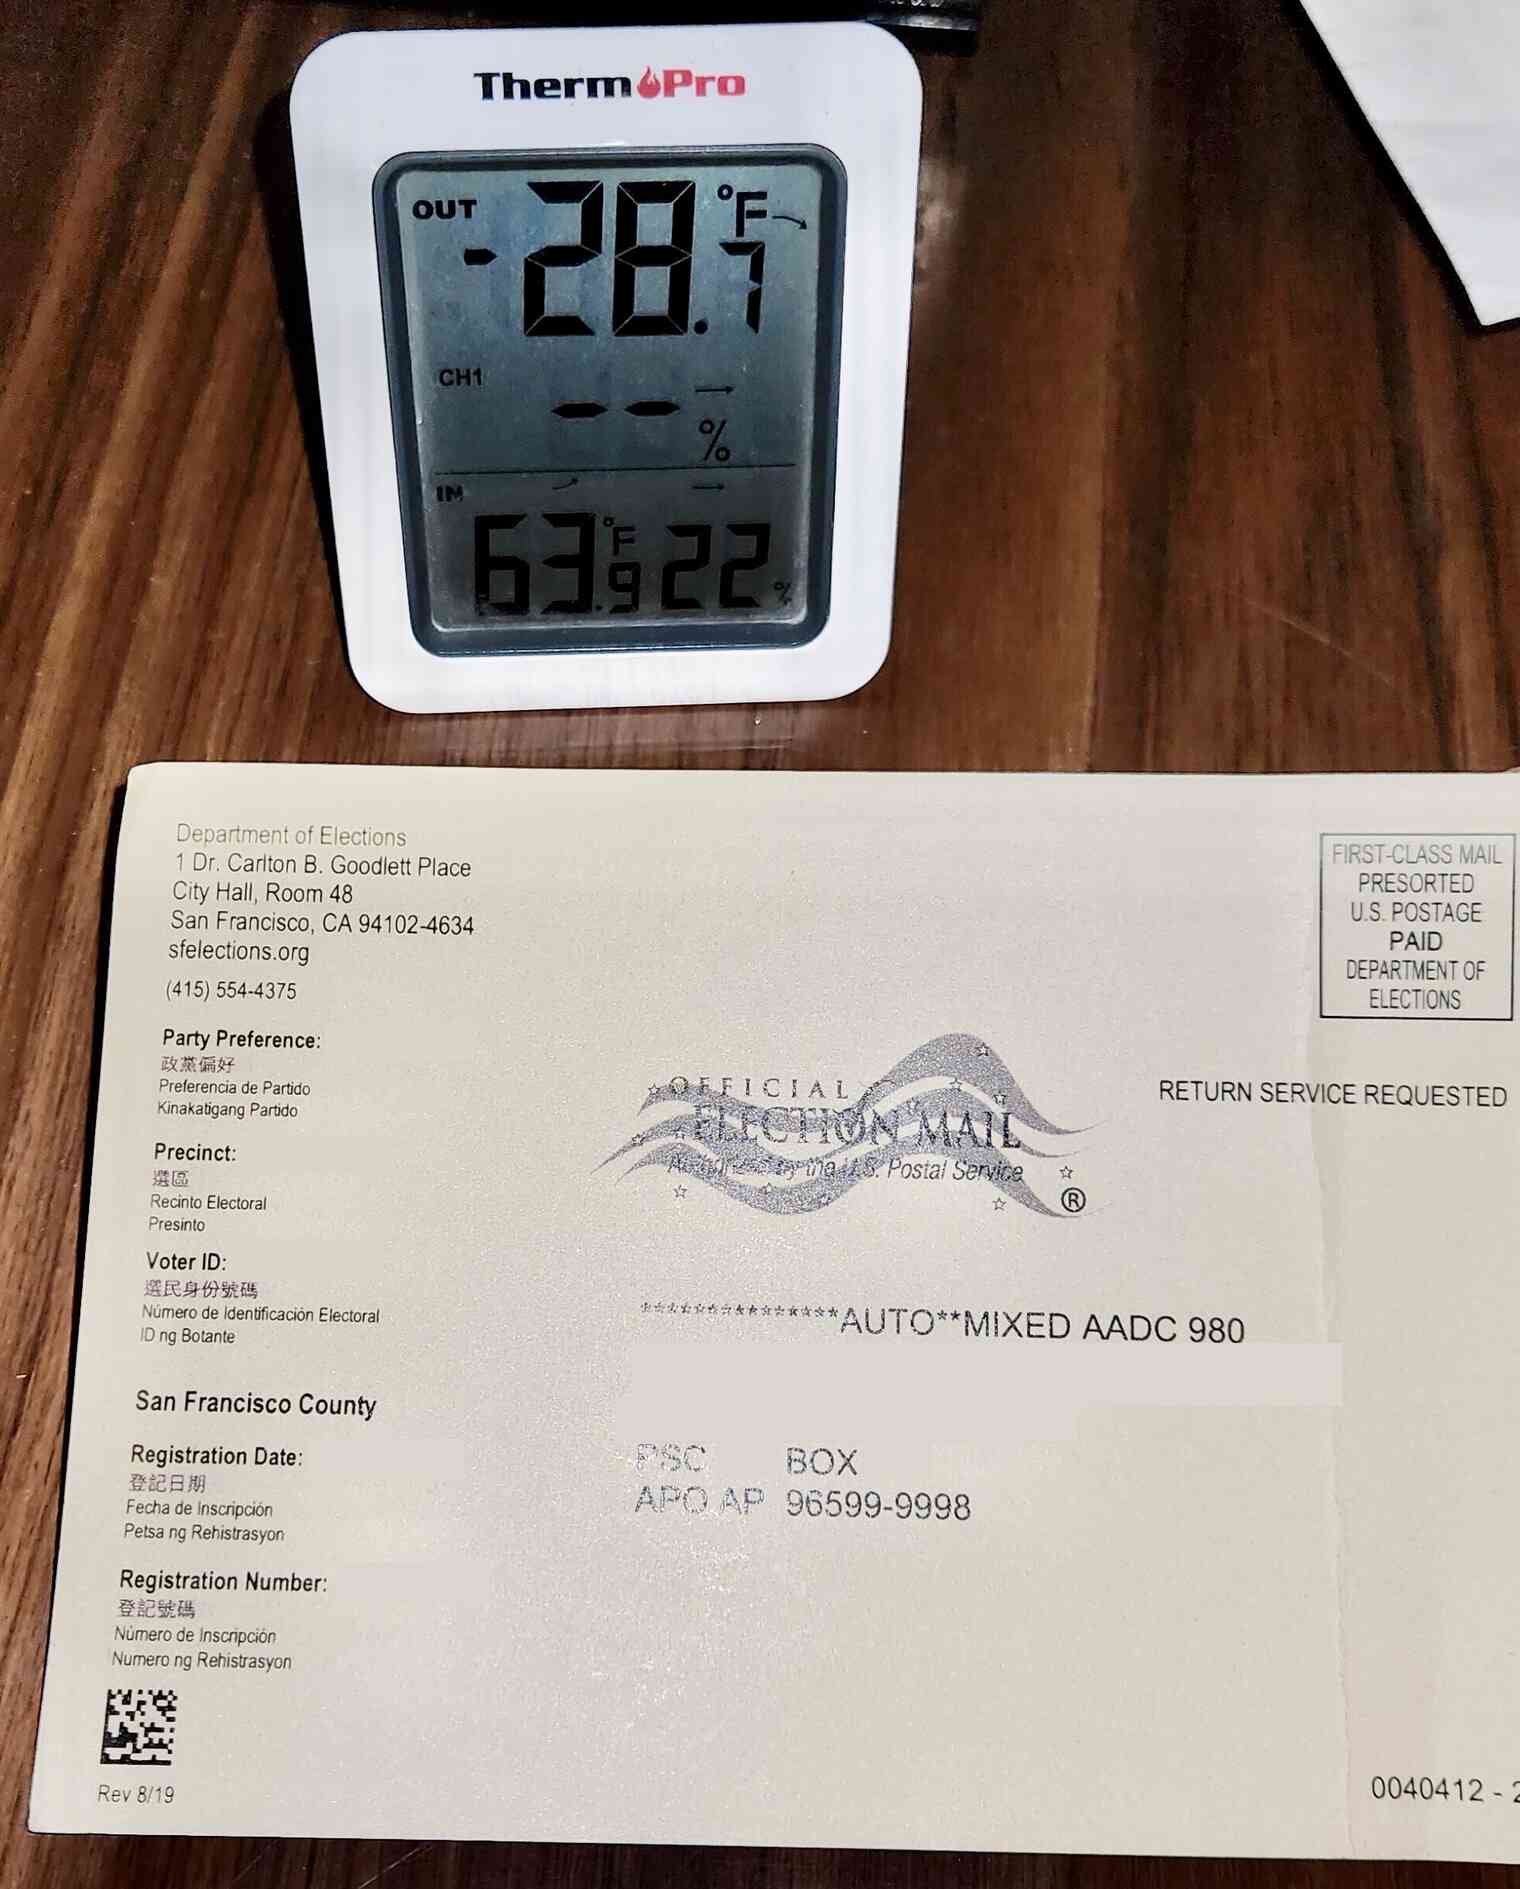 ThermoPro
OUT -28.7 °F
CH1
-- %
IN
63.9 °F 22 %
Department of Elections
1 Dr. Carlton B. Goodlett Place
City Hall, Room 48
San Francisco, CA 94102-4634
sfelections.org
(415) 554-4375
FIRST-CLASS MAIL
PRESORTED
U.S. POSTAGE
PAID
DEPARTMENT OF
ELECTIONS
Party Preference:
政黨偏好
Preferencia de Partido
Kinakatigang Partido
Precinct:
選區
Recinto Electoral
Presinto
Voter ID:
選民身份號碼
Número de Identificación Electoral
ID ng Botante
San Francisco County
Registration Date:
登記日期
Fecha de Inscripción
Petsa ng Rehistrasyon
Registration Number:
登記號碼
Número de Inscripción
Numero ng Rehistrasyon
Rev 8/19
OFFICIAL
ELECTION MAIL
Authorized by the U.S. Postal Service
®
RETURN SERVICE REQUESTED
***************AUTO**MIXED AADC 980
PSC BOX
APO AP 96599-9998
0040412 - 2